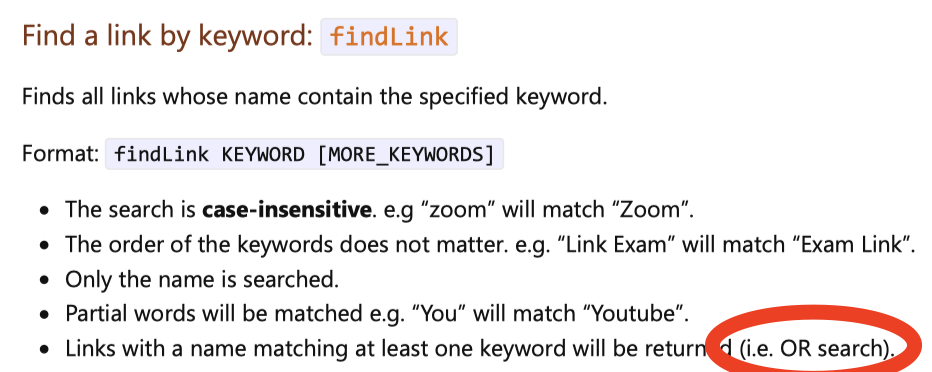 Find a link by keyword: findLink
Finds all links whose name contain the specified keyword.
Format: findLink KEYWORD [MORE_KEYWORDS]
• The search is case-insensitive. e.g “zoom” will match “Zoom”.
• The order of the keywords does not matter. e.g. “Link Exam” will match “Exam Link”.
• Only the name is searched.
• Partial words will be matched e.g. “You” will match “Youtube”.
• Links with a name matching at least one keyword will be returned (i.e. OR search).